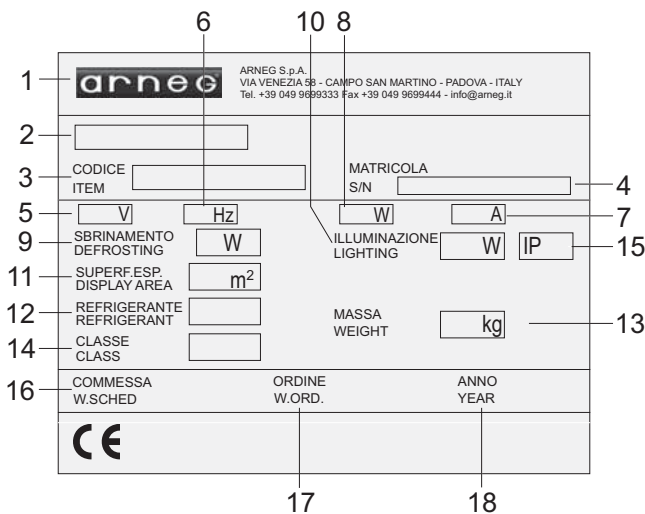 6 10 8
1 arneg ARNEG S.p.A.
VIA VENEZIA 58 - CAMPO SAN MARTINO - PADOVA - ITALY
Tel. +39 049 9699333 Fax +39 049 9699444 - info@arneg.it
2
3 CODICE MATRICOLA
ITEM S/N 4
5 V Hz W A 7
9 SBRINAMENTO W ILLUMINAZIONE W IP 15
DEFROSTING LIGHTING
11 SUPERF.ESP. m²
DISPLAY AREA
12 REFRIGERANTE
REFRIGERANT
MASSA kg 13
WEIGHT
14 CLASSE
CLASS
16 COMMESSA ORDINE ANNO
W.SCHED W.ORD. YEAR
CE
17 18